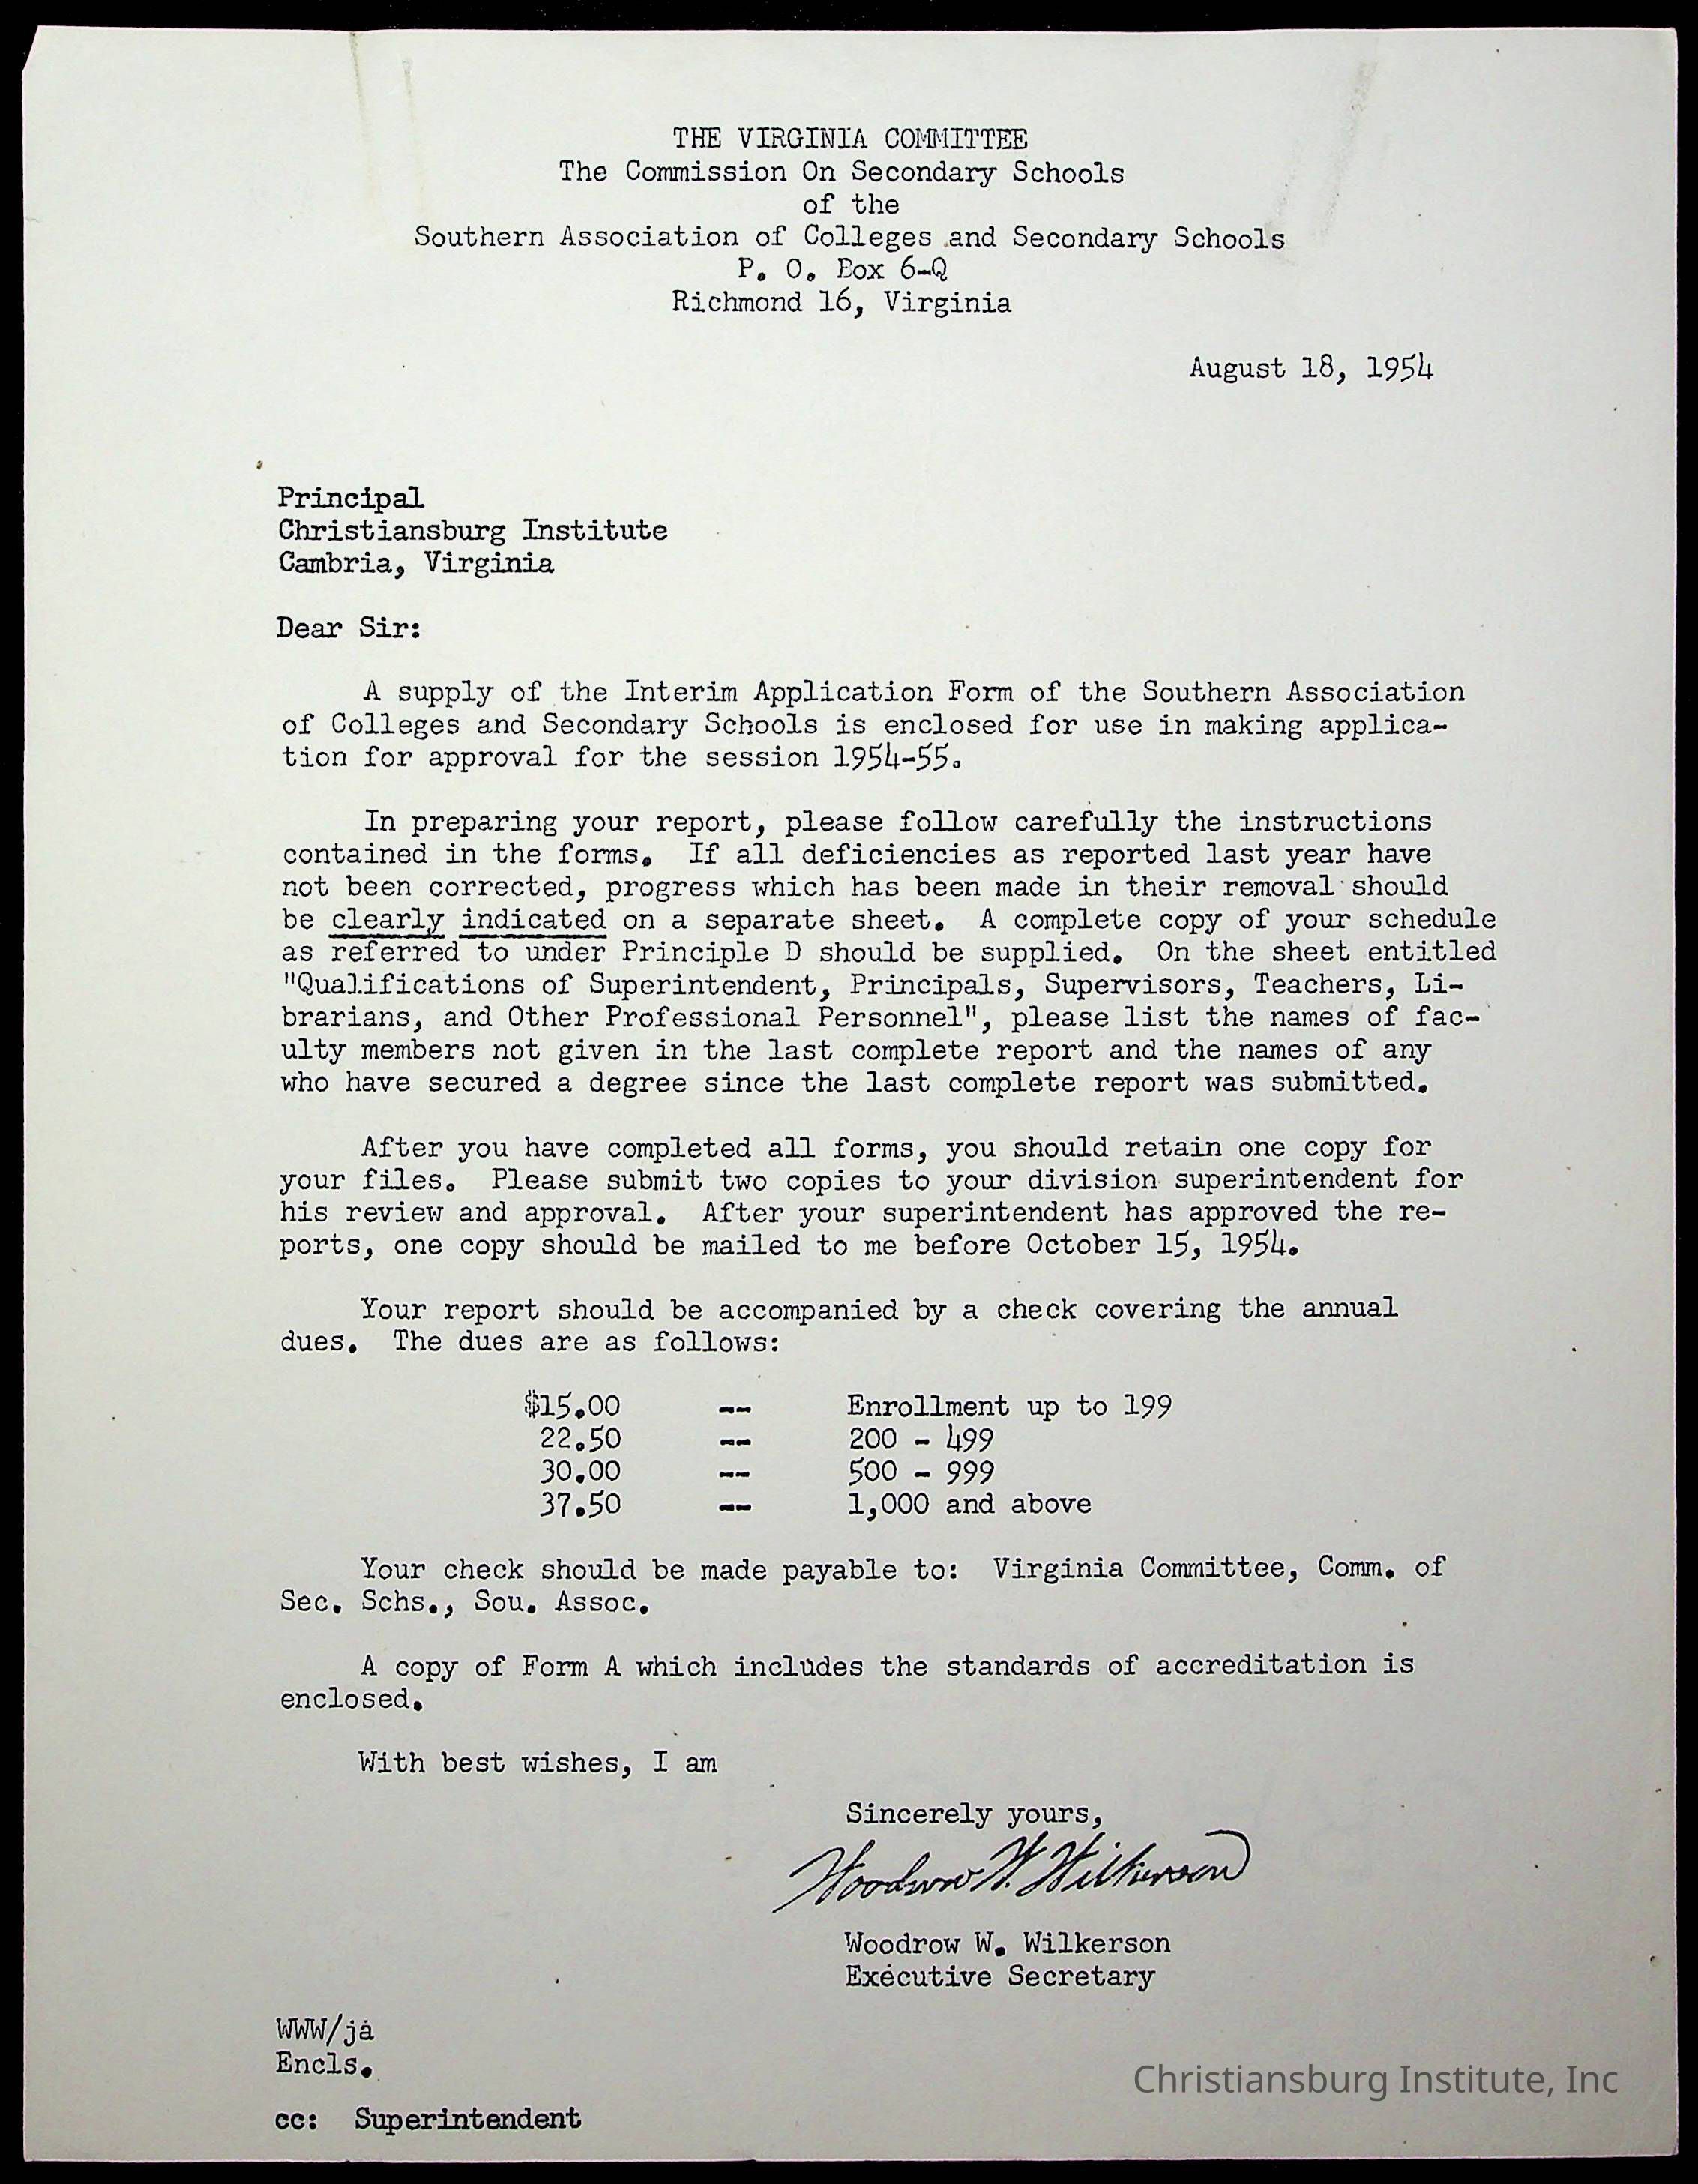 THE VIRGINIA COMMITTEE
The Commission On Secondary Schools
of the
Southern Association of Colleges and Secondary Schools
P. O. Box 6-Q
Richmond 16, Virginia
August 18, 1954
Principal
Christiansburg Institute
Cambria, Virginia
Dear Sir:
A supply of the Interim Application Form of the Southern Association
of Colleges and Secondary Schools is enclosed for use in making applica-
tion for approval for the session 1954-55.
In preparing your report, please follow carefully the instructions
contained in the forms. If all deficiencies as reported last year have
not been corrected, progress which has been made in their removal should
be clearly indicated on a separate sheet. A complete copy of your schedule
as referred to under Principle D should be supplied. On the sheet entitled
"Qualifications of Superintendent, Principals, Supervisors, Teachers, Li-
brarians, and Other Professional Personnel", please list the names of fac-
ulty members not given in the last complete report and the names of any
who have secured a degree since the last complete report was submitted.
After you have completed all forms, you should retain one copy for
your files. Please submit two copies to your division superintendent for
his review and approval. After your superintendent has approved the re-
ports, one copy should be mailed to me before October 15, 1954.
Your report should be accompanied by a check covering the annual
dues. The dues are as follows:
$15.00 -- Enrollment up to 199
22.50 -- 200 - 499
30.00 -- 500 - 999
37.50 -- 1,000 and above
Your check should be made payable to: Virginia Committee, Comm. of
Sec. Schs., Sou. Assoc.
A copy of Form A which includes the standards of accreditation is
enclosed.
With best wishes, I am
Sincerely yours,
Woodrow W. Wilkerson
Woodrow W. Wilkerson
Executive Secretary
WWW/ja
Encls.
cc: Superintendent
Christiansburg Institute, Inc